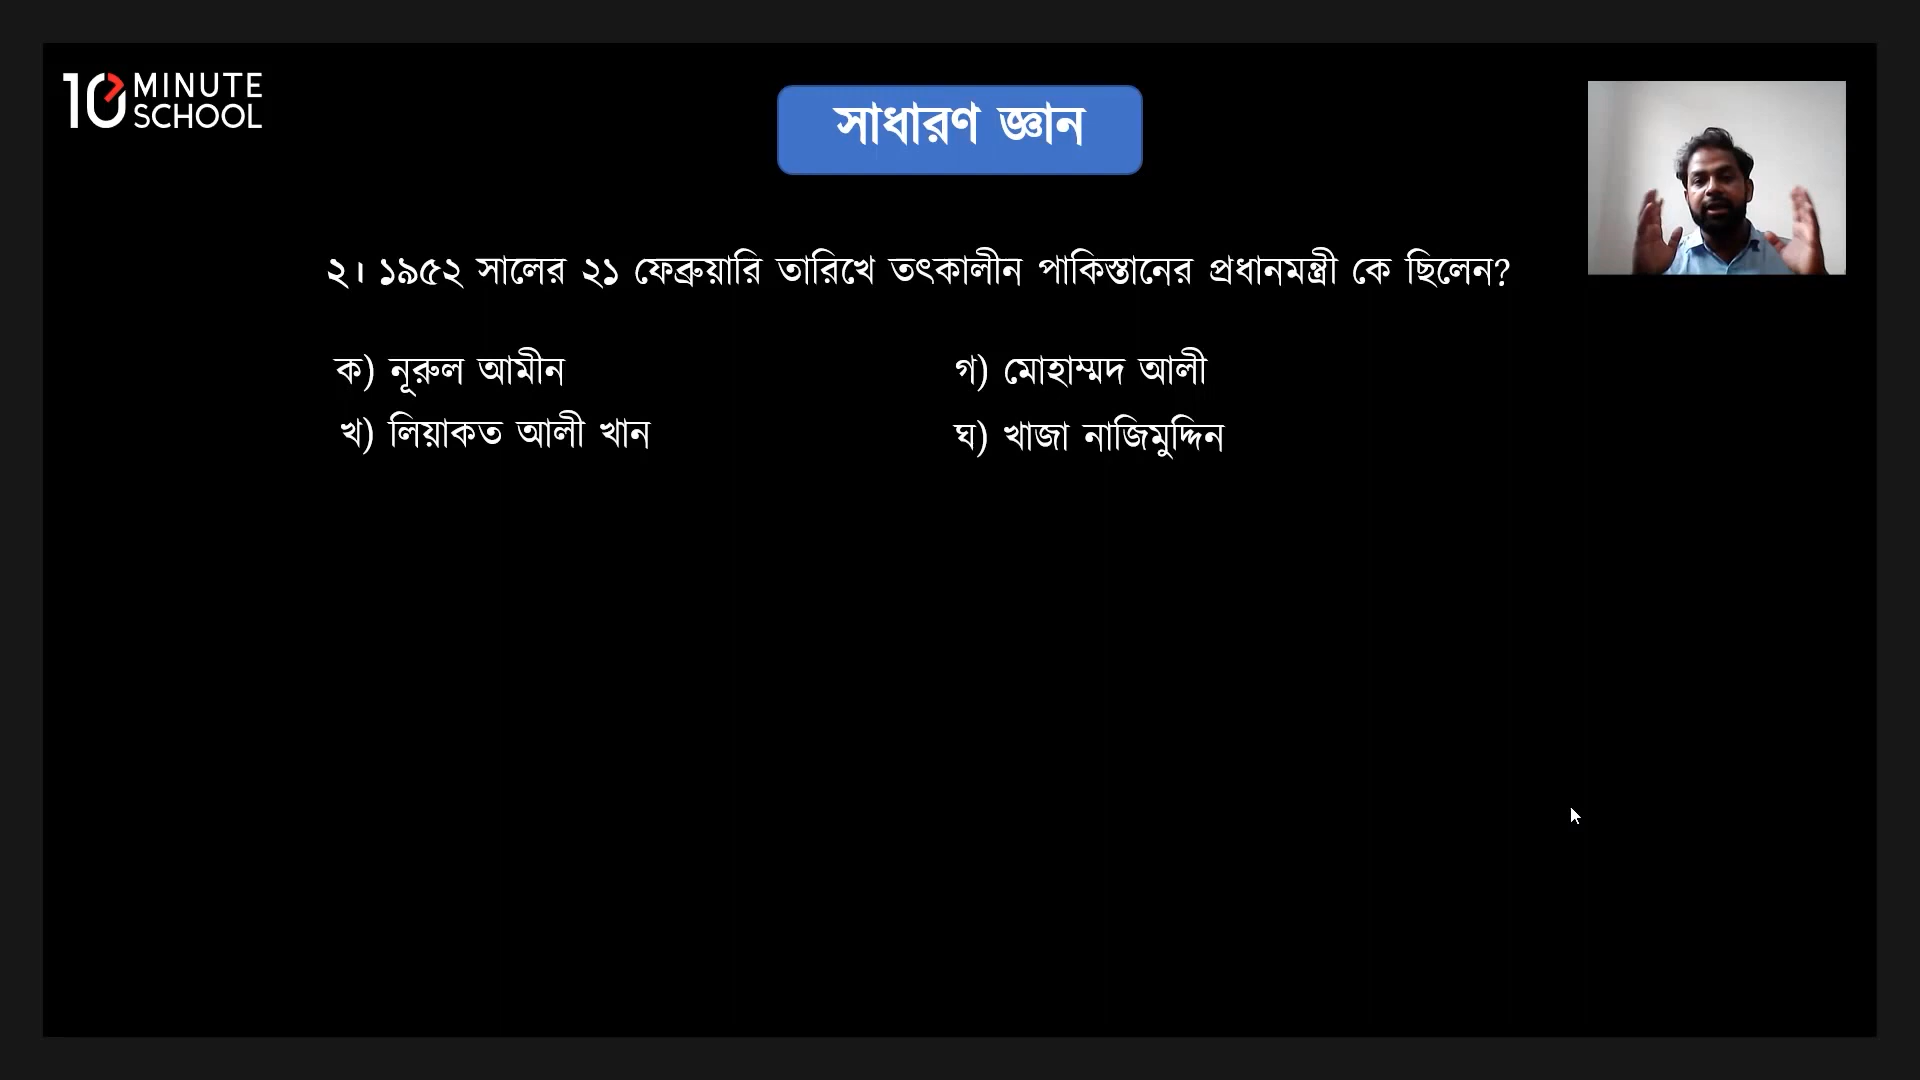 10 MINUTE
SCHOOL
সাধারণ জ্ঞান
২। ১৯৫২ সালের ২১ ফেব্রুয়ারি তারিখে তৎকালীন পাকিস্তানের প্রধানমন্ত্রী কে ছিলেন?
ক) নূরুল আমীন
খ) লিয়াকত আলী খান
গ) মোহাম্মদ আলী
ঘ) খাজা নাজিমুদ্দিন